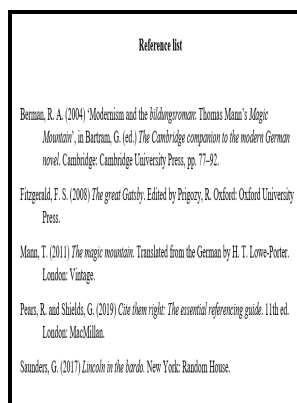 Reference list
Berman, R. A. (2004) ‘Modernism and the bildungsroman: Thomas Mann’s Magic
Mountain’, in Bartram, G. (ed.) The Cambridge companion to the modern German
novel. Cambridge: Cambridge University Press, pp. 77–92.
Fitzgerald, F. S. (2008) The great Gatsby. Edited by Prigozy, R. Oxford: Oxford University
Press.
Mann, T. (2011) The magic mountain. Translated from the German by H. T. Lowe-Porter.
London: Vintage.
Pears, R. and Shields, G. (2019) Cite them right: The essential referencing guide. 11th ed.
London: MacMillan.
Saunders, G. (2017) Lincoln in the bardo. New York: Random House.